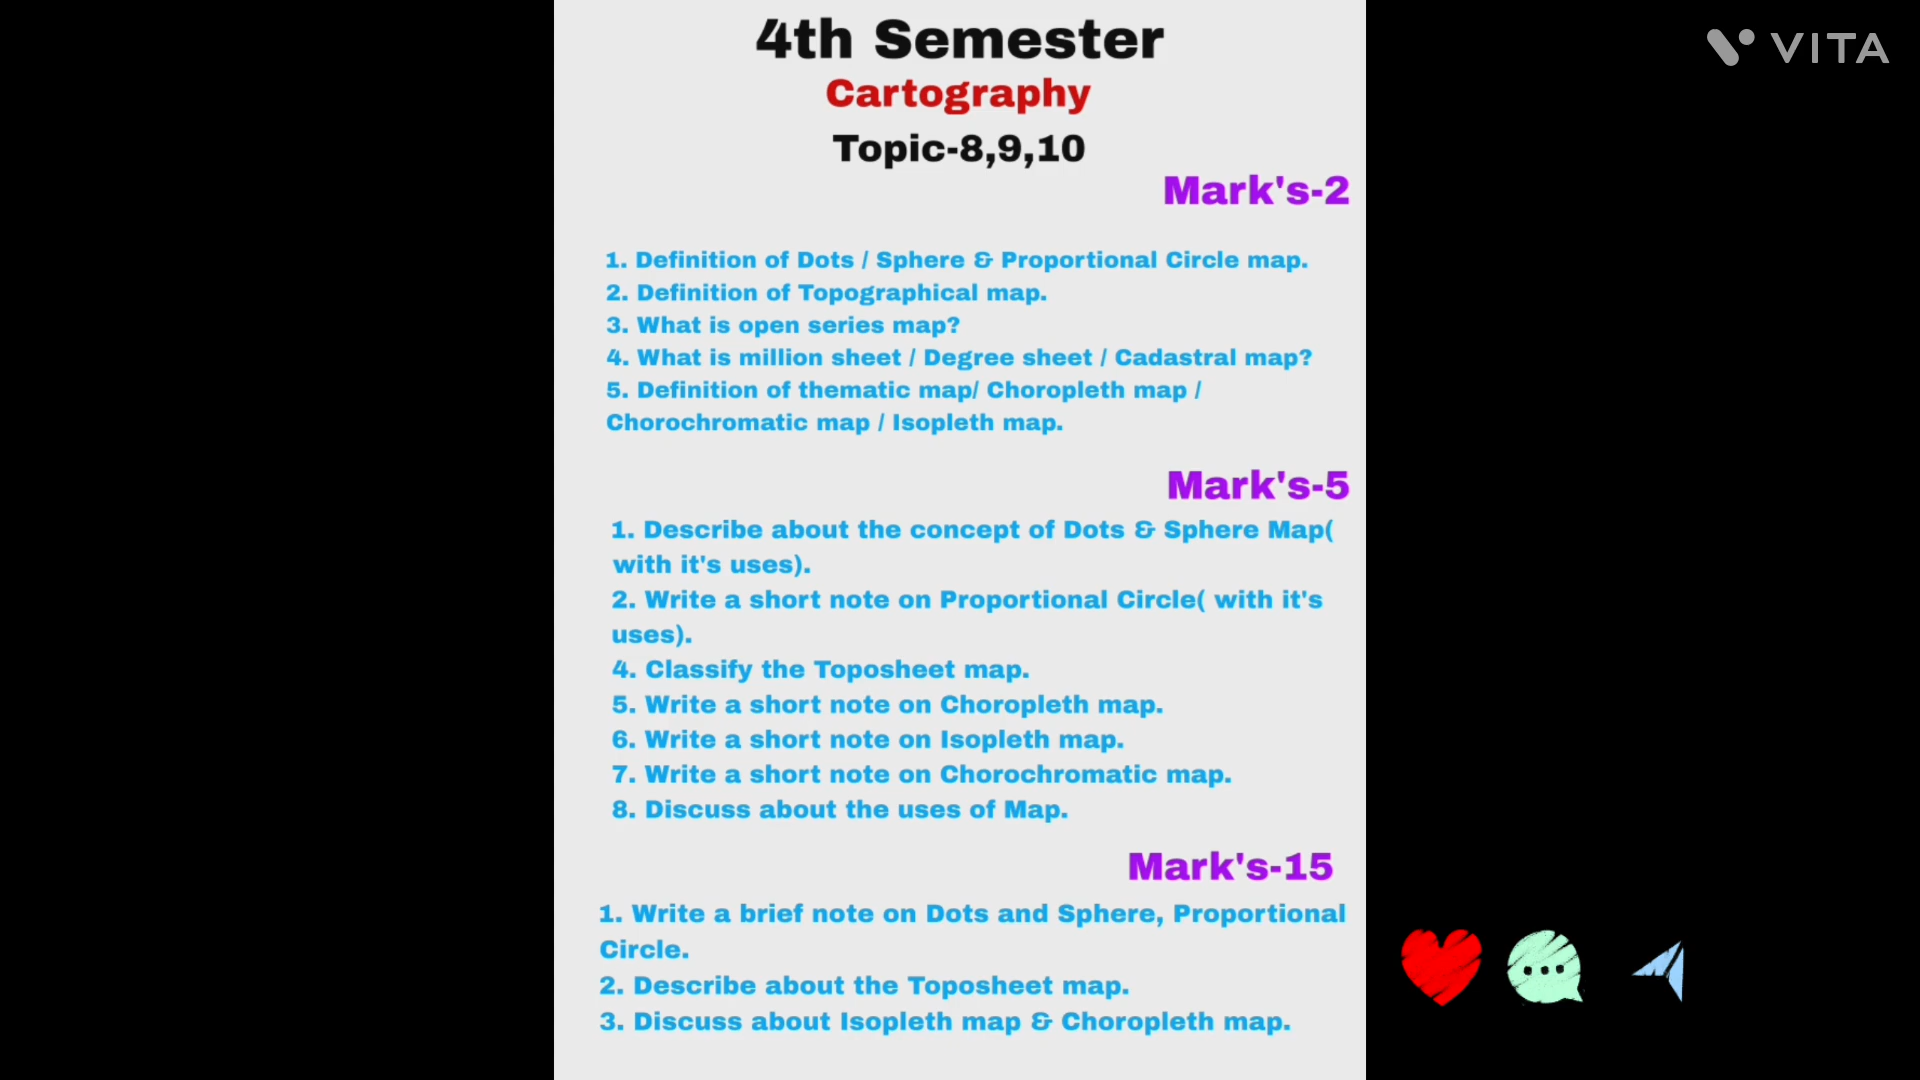 4th Semester
Cartography
Topic-8,9,10
VITA
Mark's-2
1. Definition of Dots / Sphere & Proportional Circle map.
2. Definition of Topographical map.
3. What is open series map?
4. What is million sheet / Degree sheet / Cadastral map?
5. Definition of thematic map/ Choropleth map /
Chorochromatic map / Isopleth map.
Mark's-5
1. Describe about the concept of Dots & Sphere Map(
with it's uses).
2. Write a short note on Proportional Circle( with it's
uses).
4. Classify the Toposheet map.
5. Write a short note on Choropleth map.
6. Write a short note on Isopleth map.
7. Write a short note on Chorochromatic map.
8. Discuss about the uses of Map.
Mark's-15
1. Write a brief note on Dots and Sphere, Proportional
Circle.
2. Describe about the Toposheet map.
3. Discuss about Isopleth map & Choropleth map.